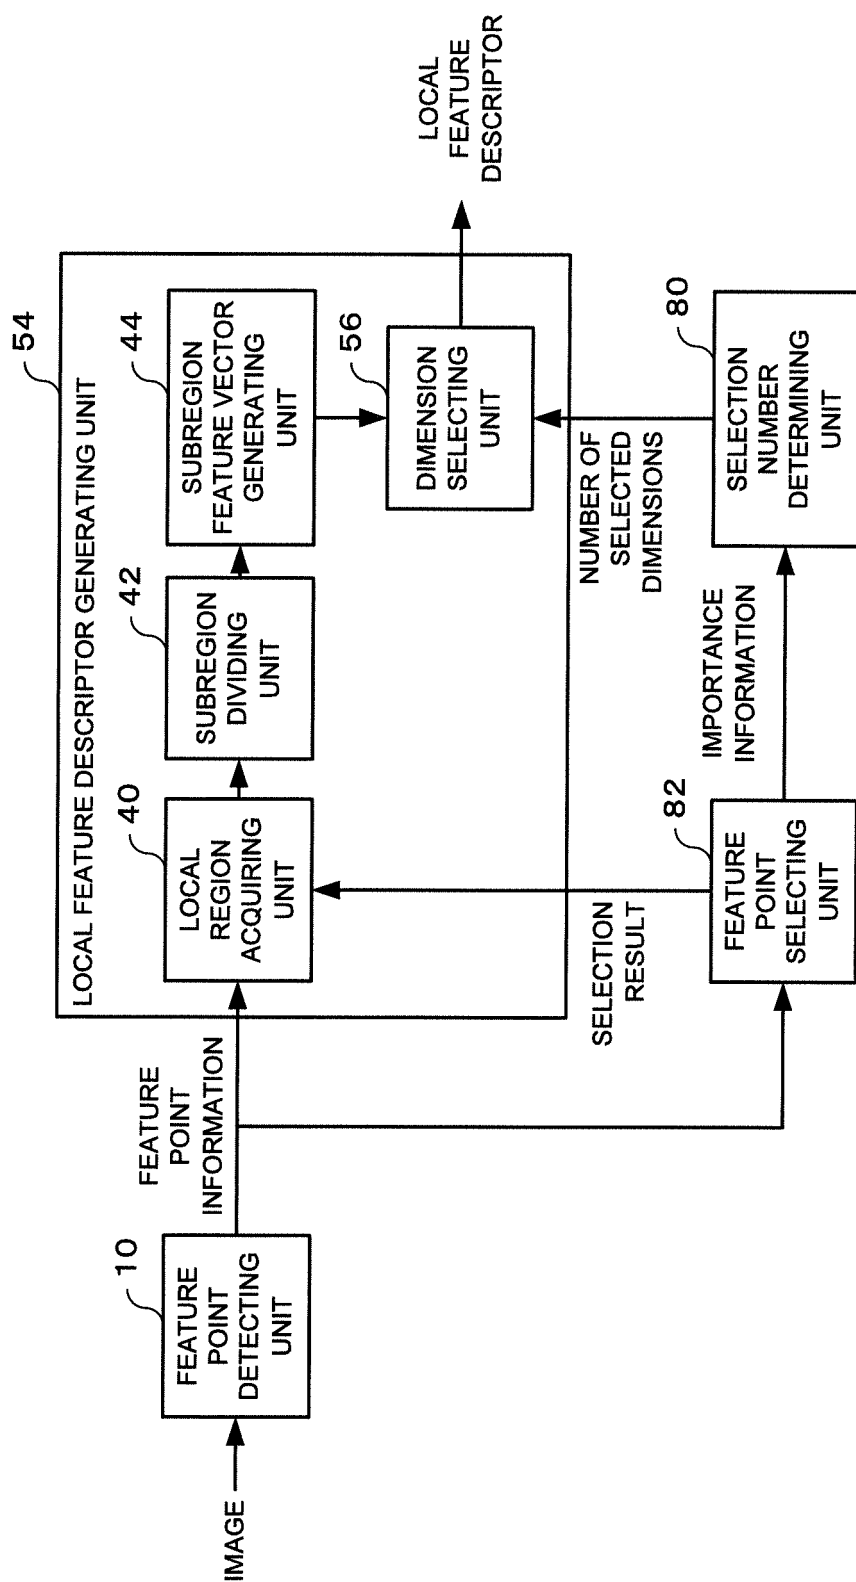 IMAGE
10
FEATURE
POINT
DETECTING
UNIT
FEATURE
POINT
INFORMATION
54
LOCAL FEATURE DESCRIPTOR GENERATING UNIT
40
LOCAL
REGION
ACQUIRING
UNIT
42
SUBREGION
DIVIDING
UNIT
44
SUBREGION
FEATURE VECTOR
GENERATING
UNIT
56
DIMENSION
SELECTING
UNIT
LOCAL
FEATURE
DESCRIPTOR
SELECTION
RESULT
NUMBER OF
SELECTED
DIMENSIONS
82
FEATURE
POINT
SELECTING
UNIT
IMPORTANCE
INFORMATION
80
SELECTION
NUMBER
DETERMINING
UNIT